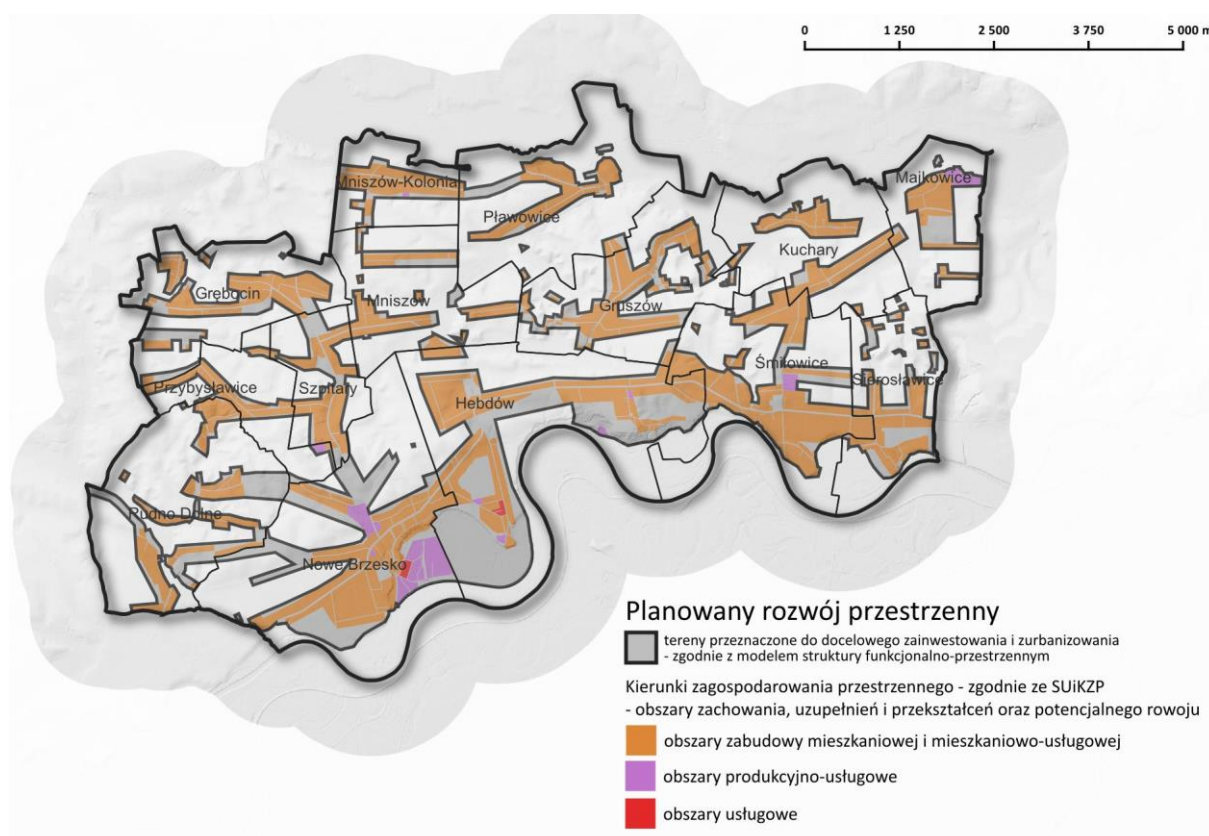 0 1 250 2 500 3 750 5 000 m
Mniszów-Kolonia
Majkowice
Pławowice
Kuchary
Grębocin
Mniszów
Gruszów
Śmiłowice
Sierosławice
Przybysławice
Szpitary
Hebdów
Rudno Dolne
Nowe Brzesko
Planowany rozwój przestrzenny
tereny przeznaczone do docelowego zainwestowania i zurbanizowania
- zgodnie z modelem struktury funkcjonalno-przestrzennym
Kierunki zagospodarowania przestrzennego - zgodnie ze SUiKZP
- obszary zachowania, uzupełnień i przekształceń oraz potencjalnego rowoju
obszary zabudowy mieszkaniowej i mieszkaniowo-usługowej
obszary produkcyjno-usługowe
obszary usługowe